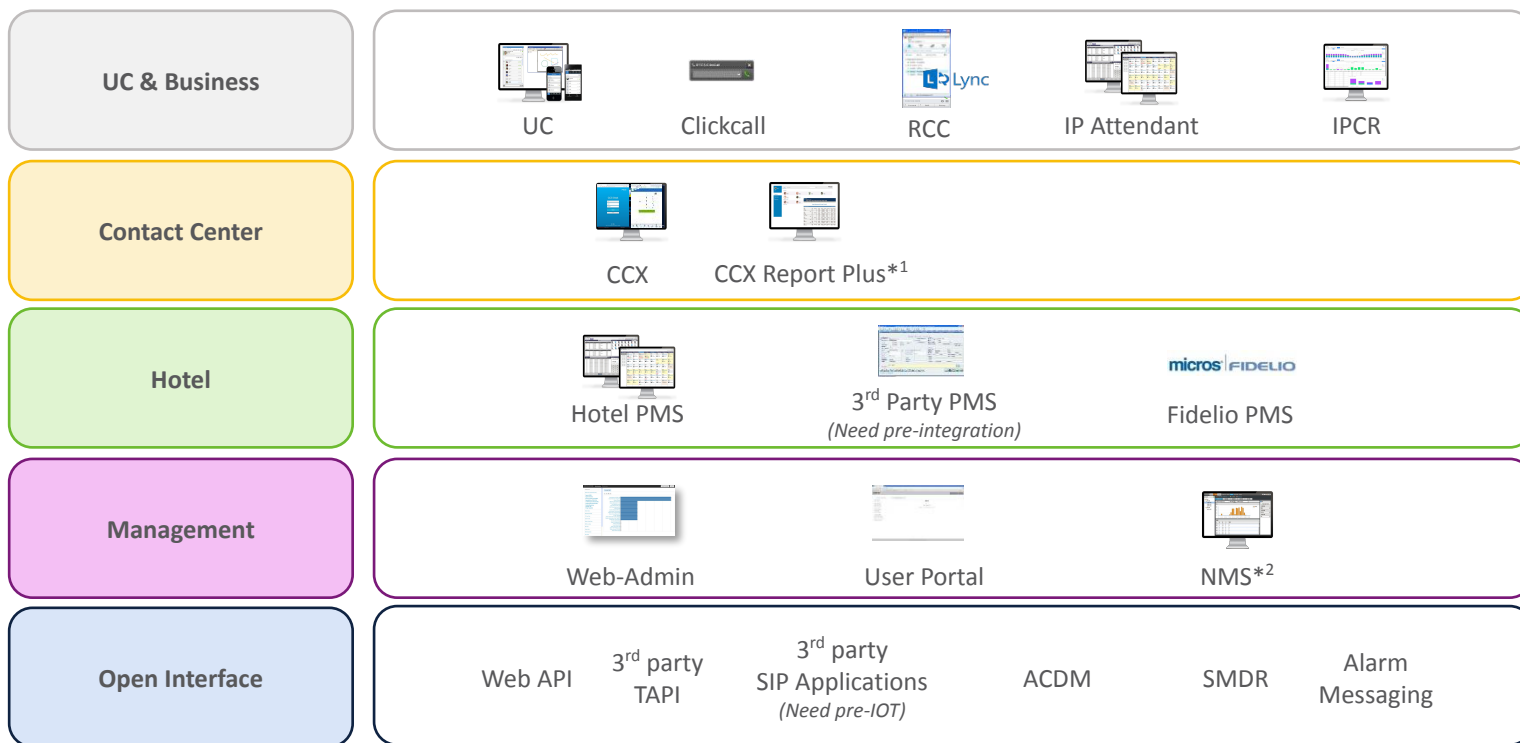 UC & Business
Lync
UC
Clickcall
RCC
IP Attendant
IPCR
Contact Center
CCX
CCX Report Plus*1
Hotel
micros FIDELIO
Hotel PMS
3rd Party PMS
(Need pre-integration)
Fidelio PMS
Management
Web-Admin
User Portal
NMS*2
Open Interface
Web API
3rd party
TAPI
3rd party
SIP Applications
(Need pre-IOT)
ACDM
SMDR
Alarm
Messaging